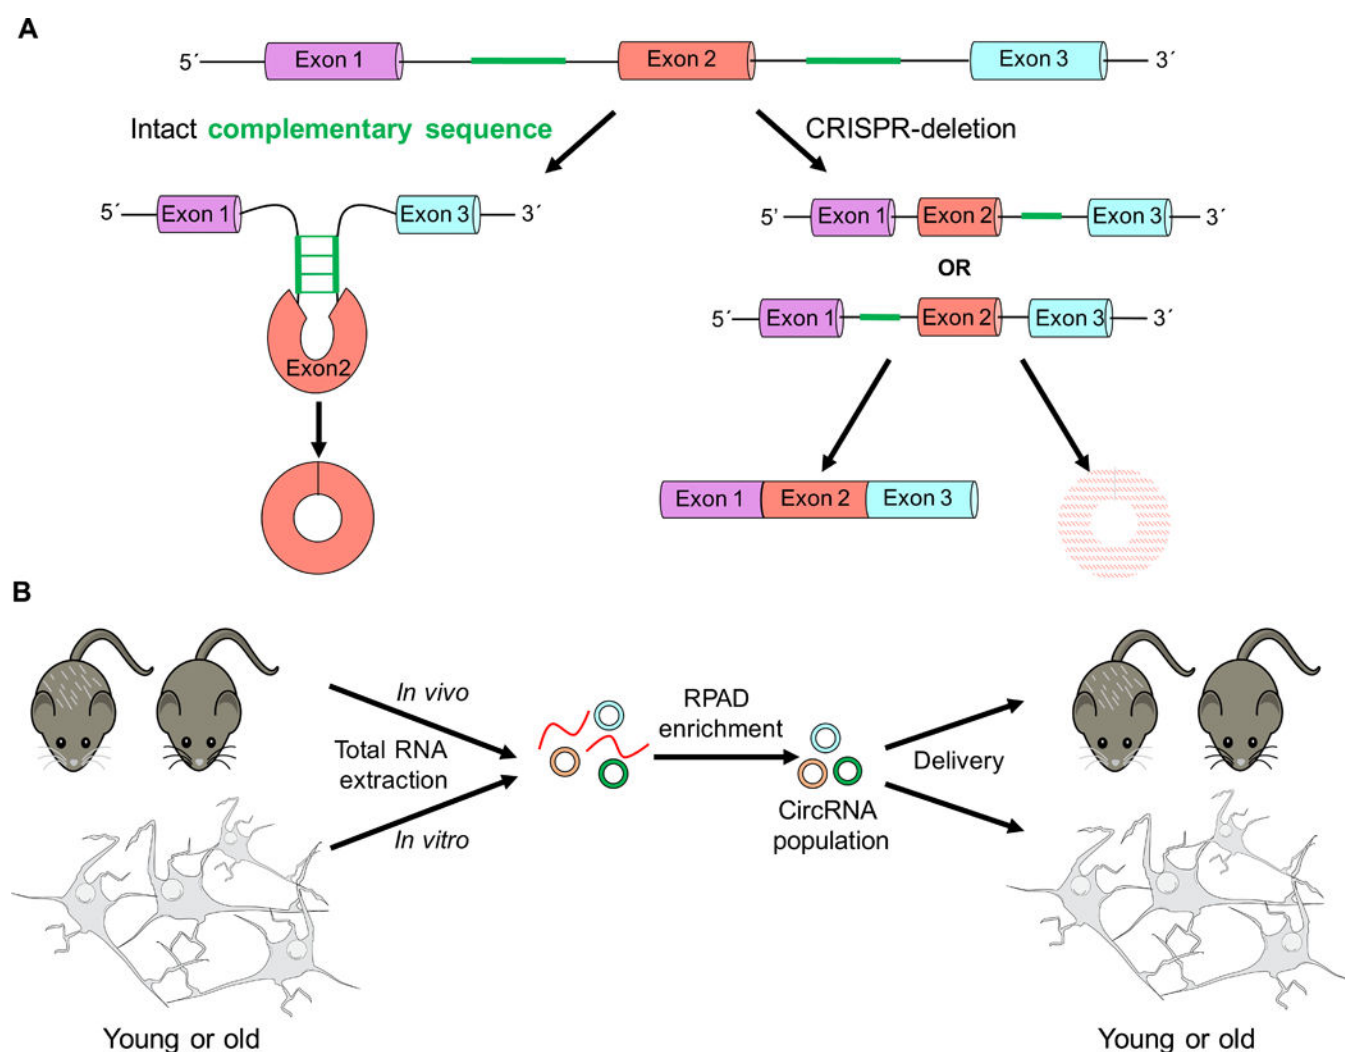 A
5´ Exon 1 Exon 2 Exon 3 3´
Intact complementary sequence
CRISPR-deletion
5´ Exon 1 Exon 3 3´
Exon2
5' Exon 1 Exon 2 Exon 3 3´
OR
5´ Exon 1 Exon 2 Exon 3 3´
Exon 1 Exon 2 Exon 3
B
In vivo
Total RNA
extraction
In vitro
RPAD
enrichment
CircRNA
population
Delivery
Young or old
Young or old